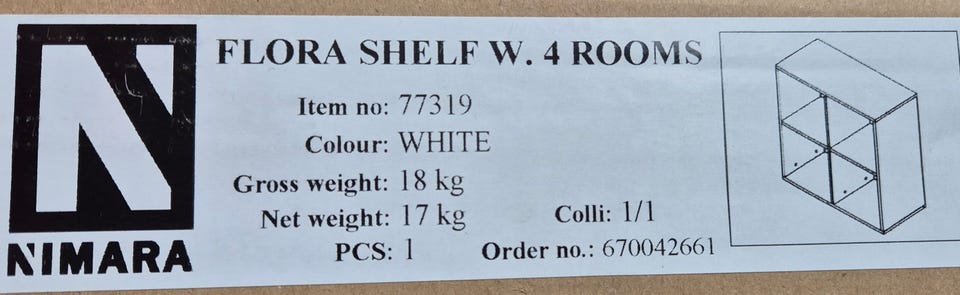 N
NIMARA
FLORA SHELF W. 4 ROOMS
Item no: 77319
Colour: WHITE
Gross weight: 18 kg
Net weight: 17 kg
Colli: 1/1
PCS: 1
Order no.: 670042661